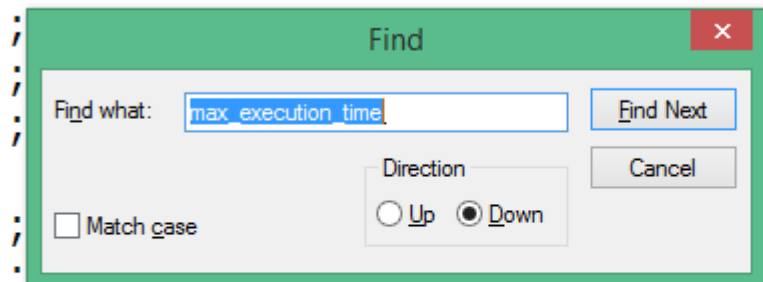 ;
;
;
;
Find
Find what: max_execution_time Find Next
Direction Cancel
Match case Up Down